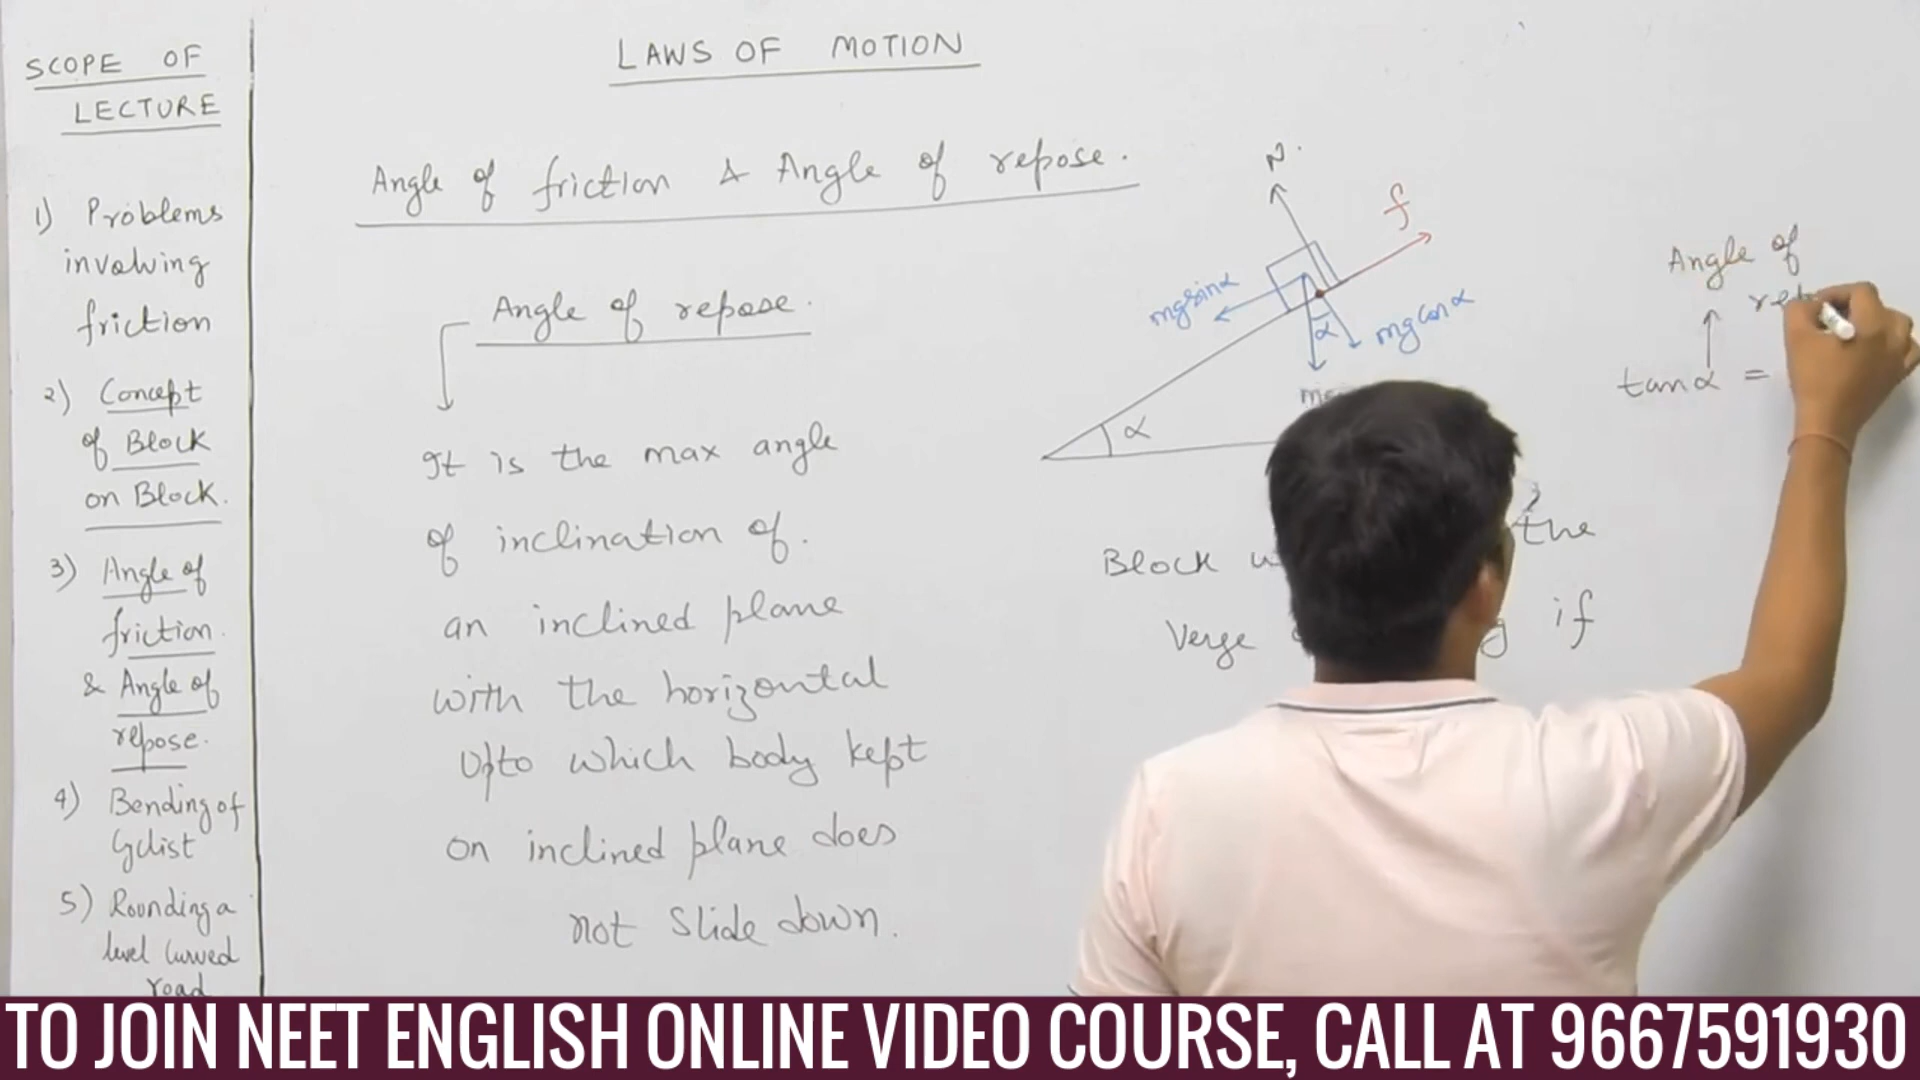 SCOPE OF
LECTURE
1) Problems
involving
friction
2) Concept
of Block
on Block.
3) Angle of
friction.
& Angle of
repose.
4) Bending of
Cyclist
5) Rounding a
level curved
road
LAWS OF MOTION
Angle of friction & Angle of repose.
Angle of repose.
It is the max angle
of inclination of.
an inclined plane
with the horizontal
Upto which body kept
on inclined plane does
not slide down.
N.
f
mg sinα
α
mg cosα
α
Block the
Verge if
Angle of
tanα =
TO JOIN NEET ENGLISH ONLINE VIDEO COURSE, CALL AT 9667591930